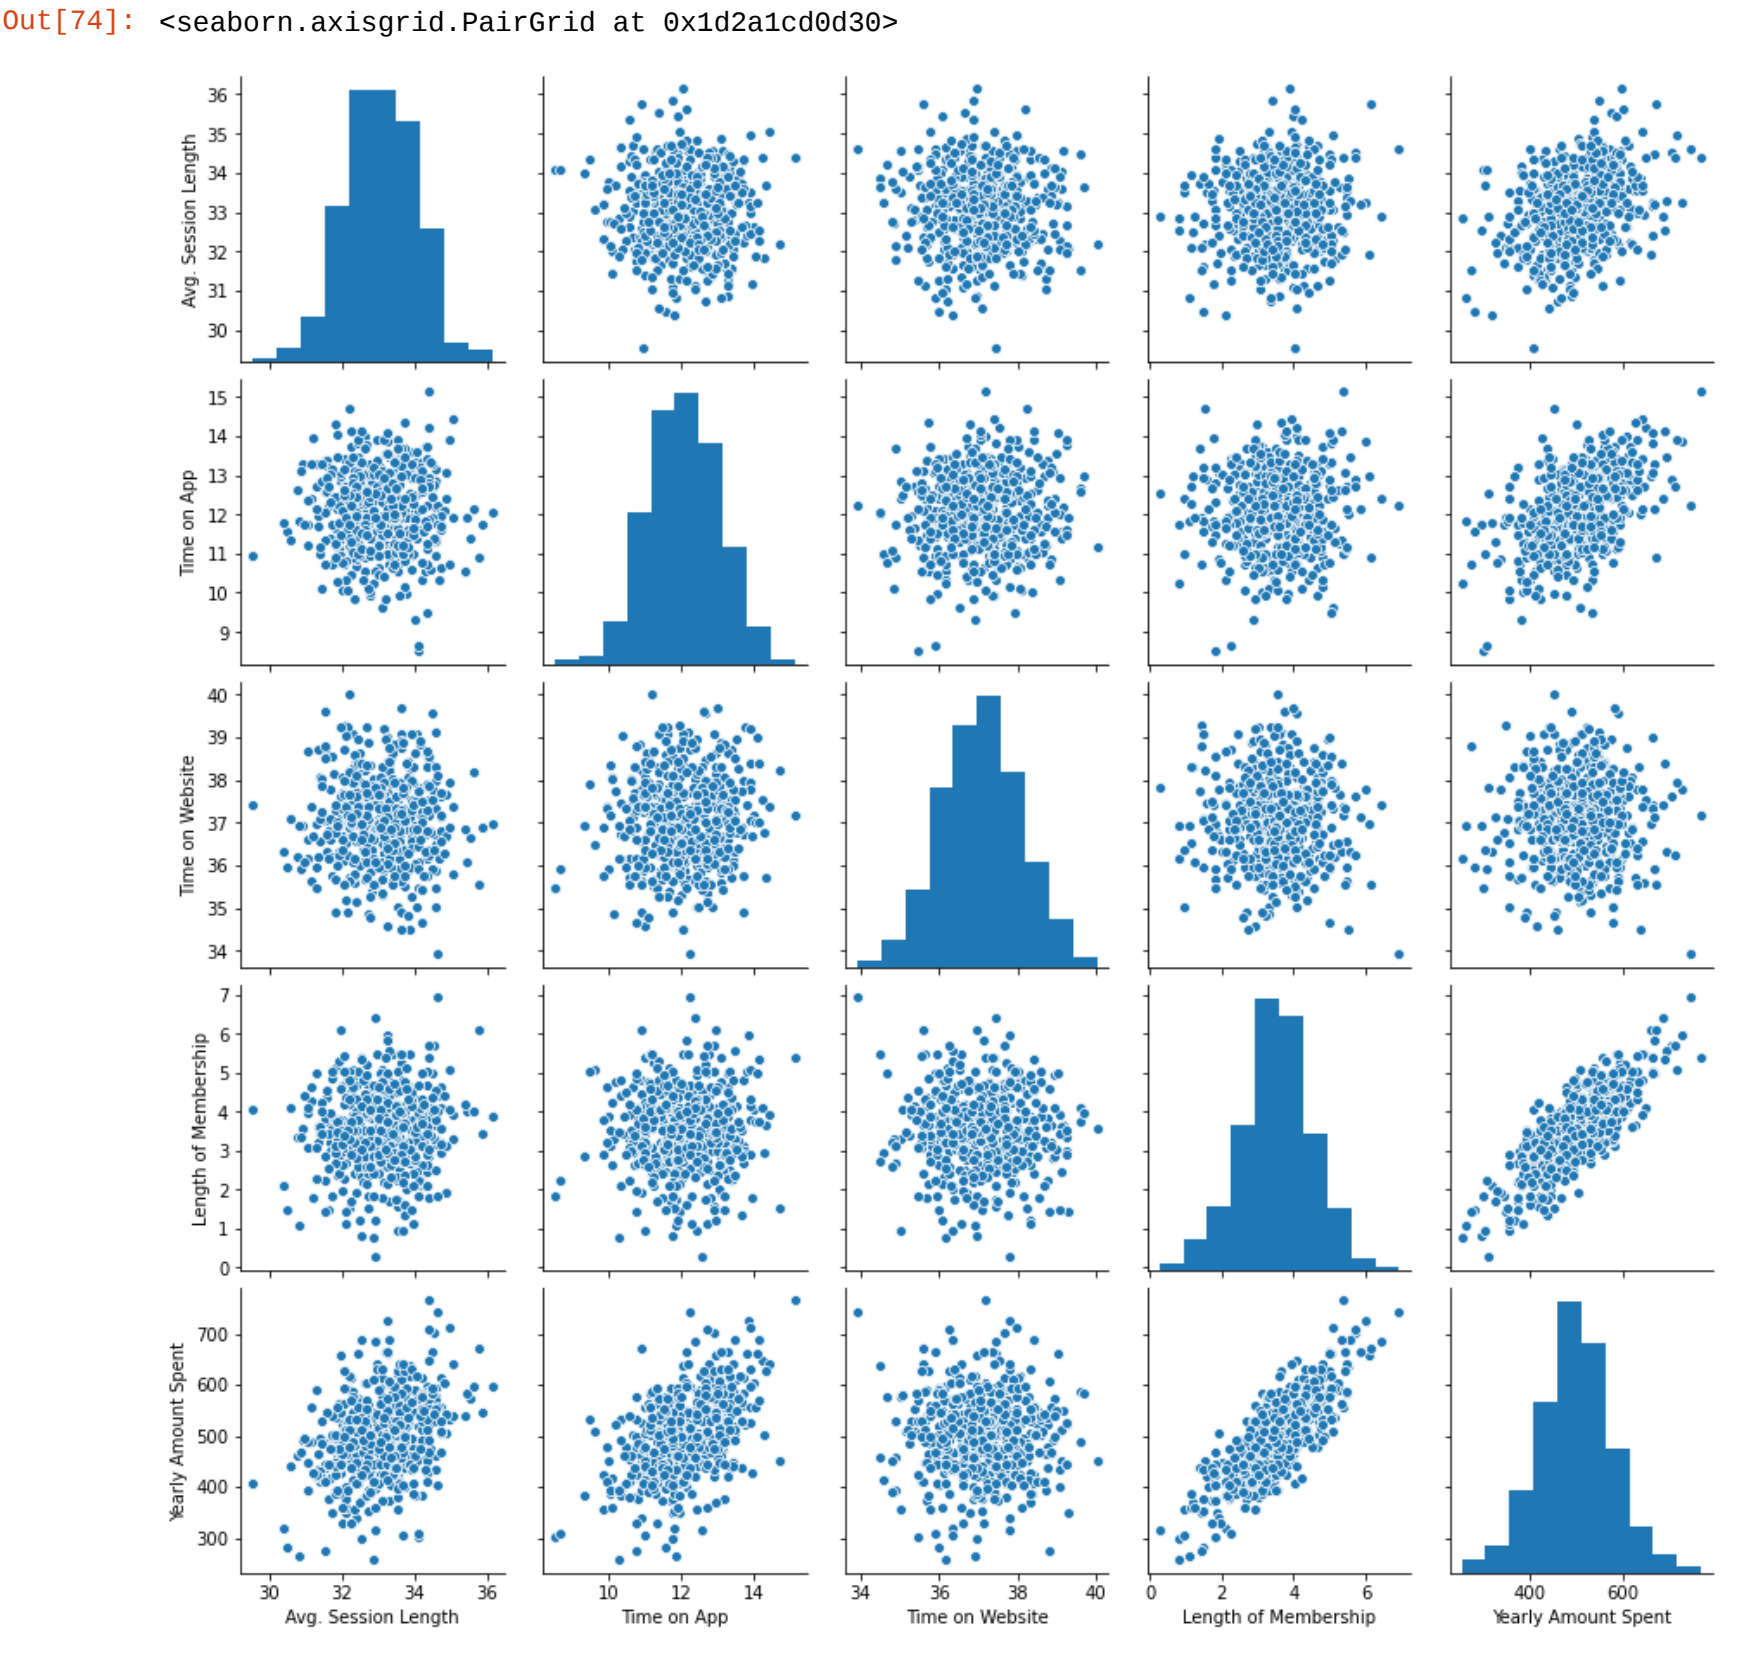 Out[74]: <seaborn.axisgrid.PairGrid at 0x1d2a1cd0d30>
36
35
34
33
32
31
30
Avg. Session Length
15
14
13
12
11
10
9
Time on App
40
39
38
37
36
35
34
Time on Website
7
6
5
4
3
2
1
0
Length of Membership
700
600
500
400
300
Yearly Amount Spent
30 32 34 36
10 12 14
34 36 38 40
0 2 4 6
400 600
Avg. Session Length
Time on App
Time on Website
Length of Membership
Yearly Amount Spent